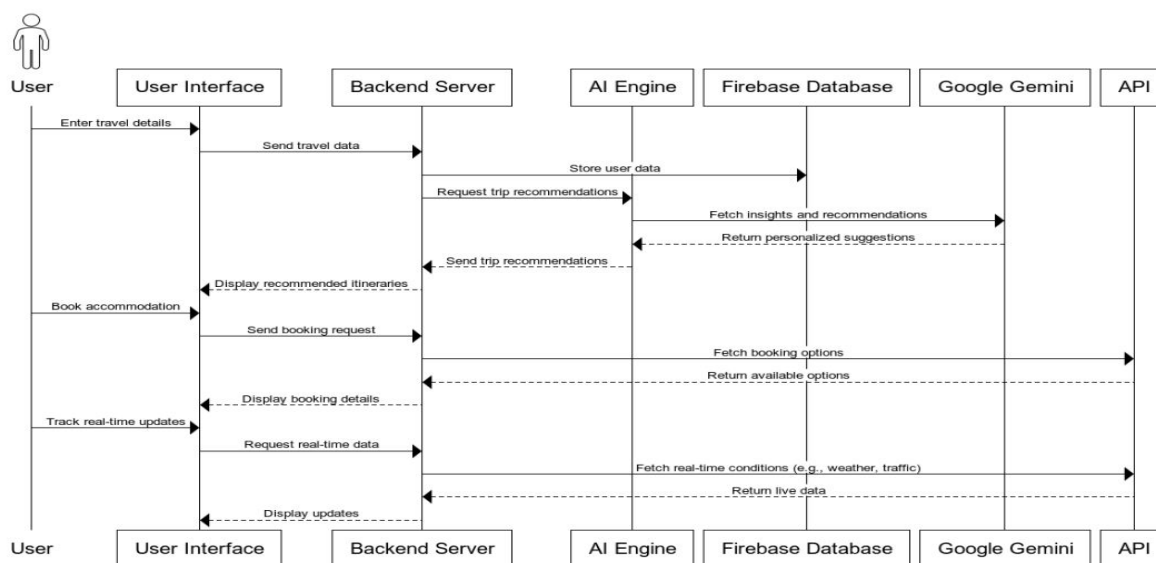 User User Interface Backend Server AI Engine Firebase Database Google Gemini API
Enter travel details
Send travel data
Store user data
Request trip recommendations
Fetch insights and recommendations
Return personalized suggestions
Send trip recommendations
Display recommended itineraries
Book accommodation
Send booking request
Fetch booking options
Return available options
Display booking details
Track real-time updates
Request real-time data
Fetch real-time conditions (e.g., weather, traffic)
Return live data
Display updates
User User Interface Backend Server AI Engine Firebase Database Google Gemini API